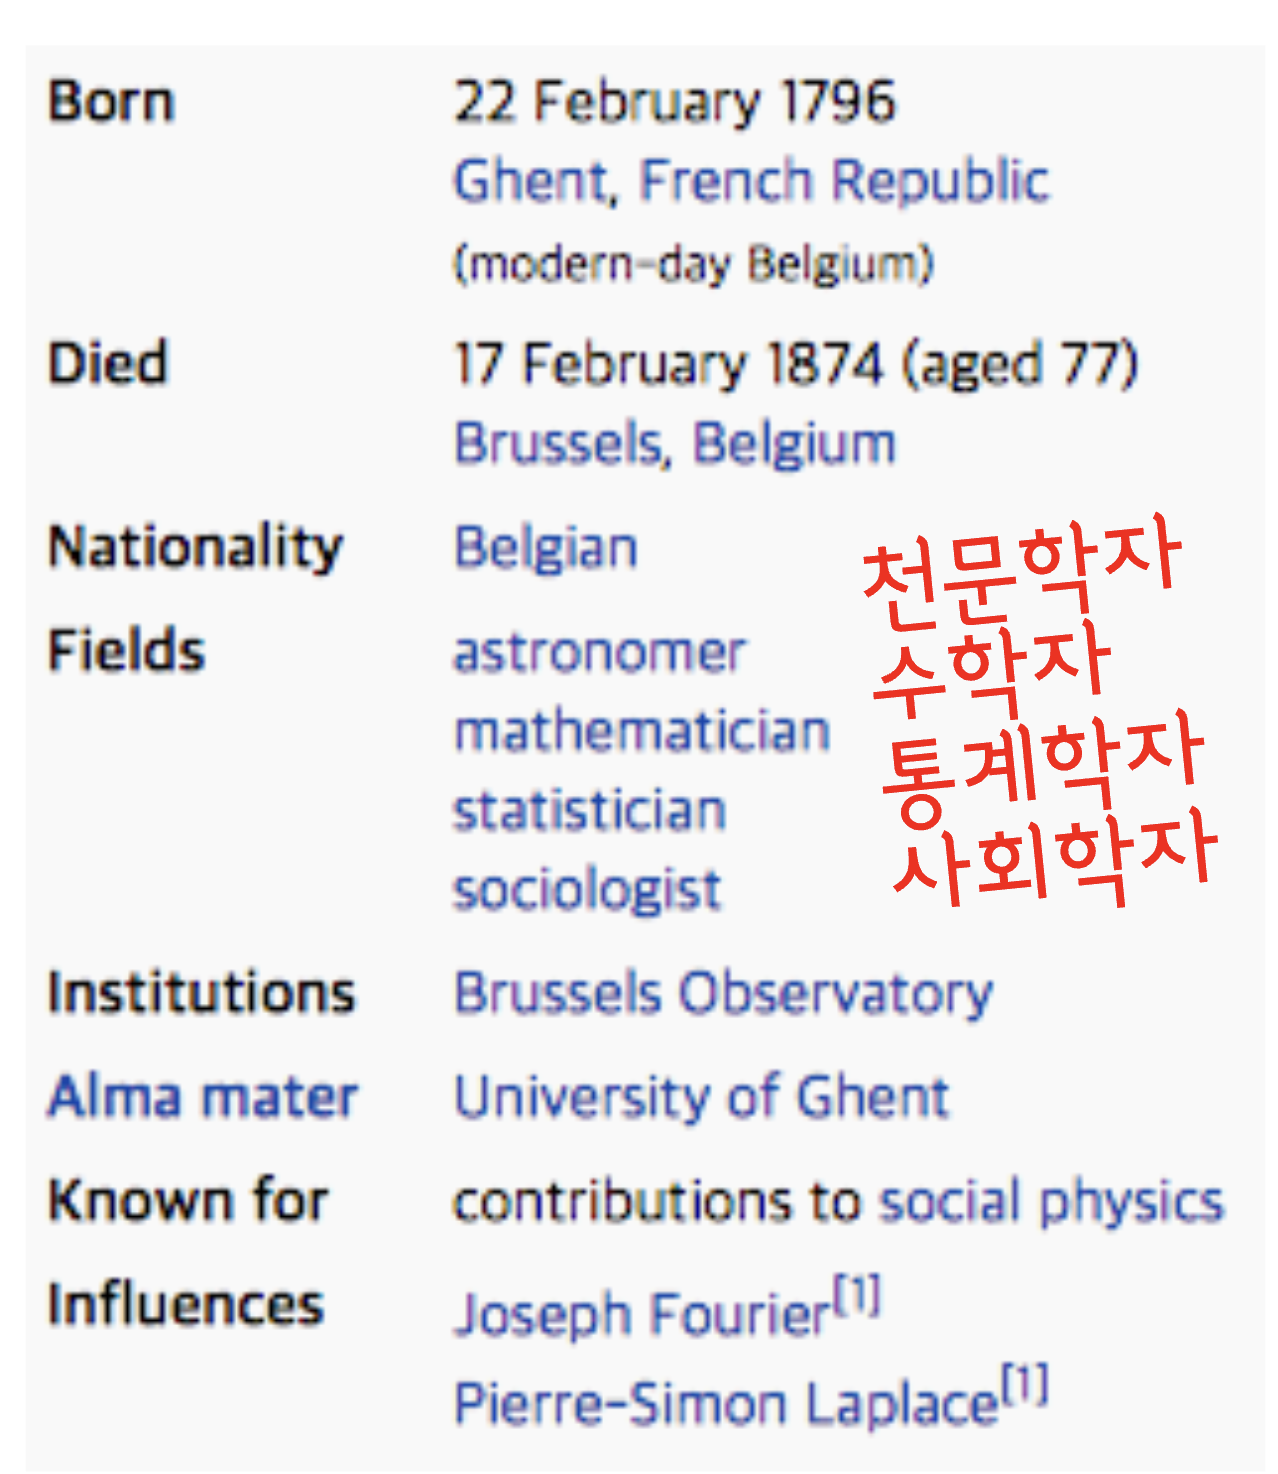 Born 22 February 1796
Ghent, French Republic
(modern-day Belgium)
Died 17 February 1874 (aged 77)
Brussels, Belgium
Nationality Belgian
천문학자
Fields astronomer
수학자
mathematician
통계학자
statistician
사회학자
sociologist
Institutions Brussels Observatory
Alma mater University of Ghent
Known for contributions to social physics
Influences Joseph Fourier[1]
Pierre-Simon Laplace[1]